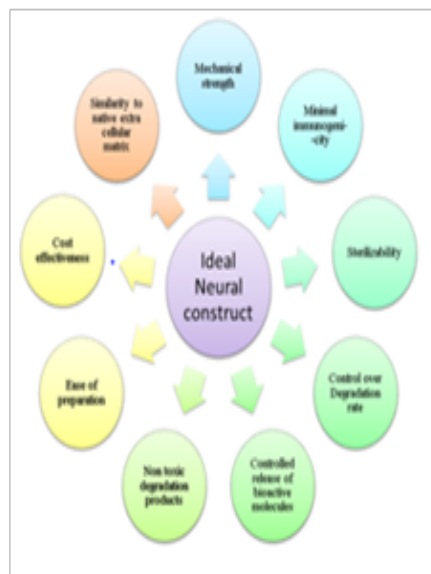 Mechanical
strength
Minimal
immunogeni-
-city
Sterilizability
Control over
Degradation
rate
Controlled
release of
bioactive
molecules
Non toxic
degradation
products
Ease of
preparation
Cost
effectiveness
Similarity to
native extra
cellular
matrix
Ideal
Neural
construct